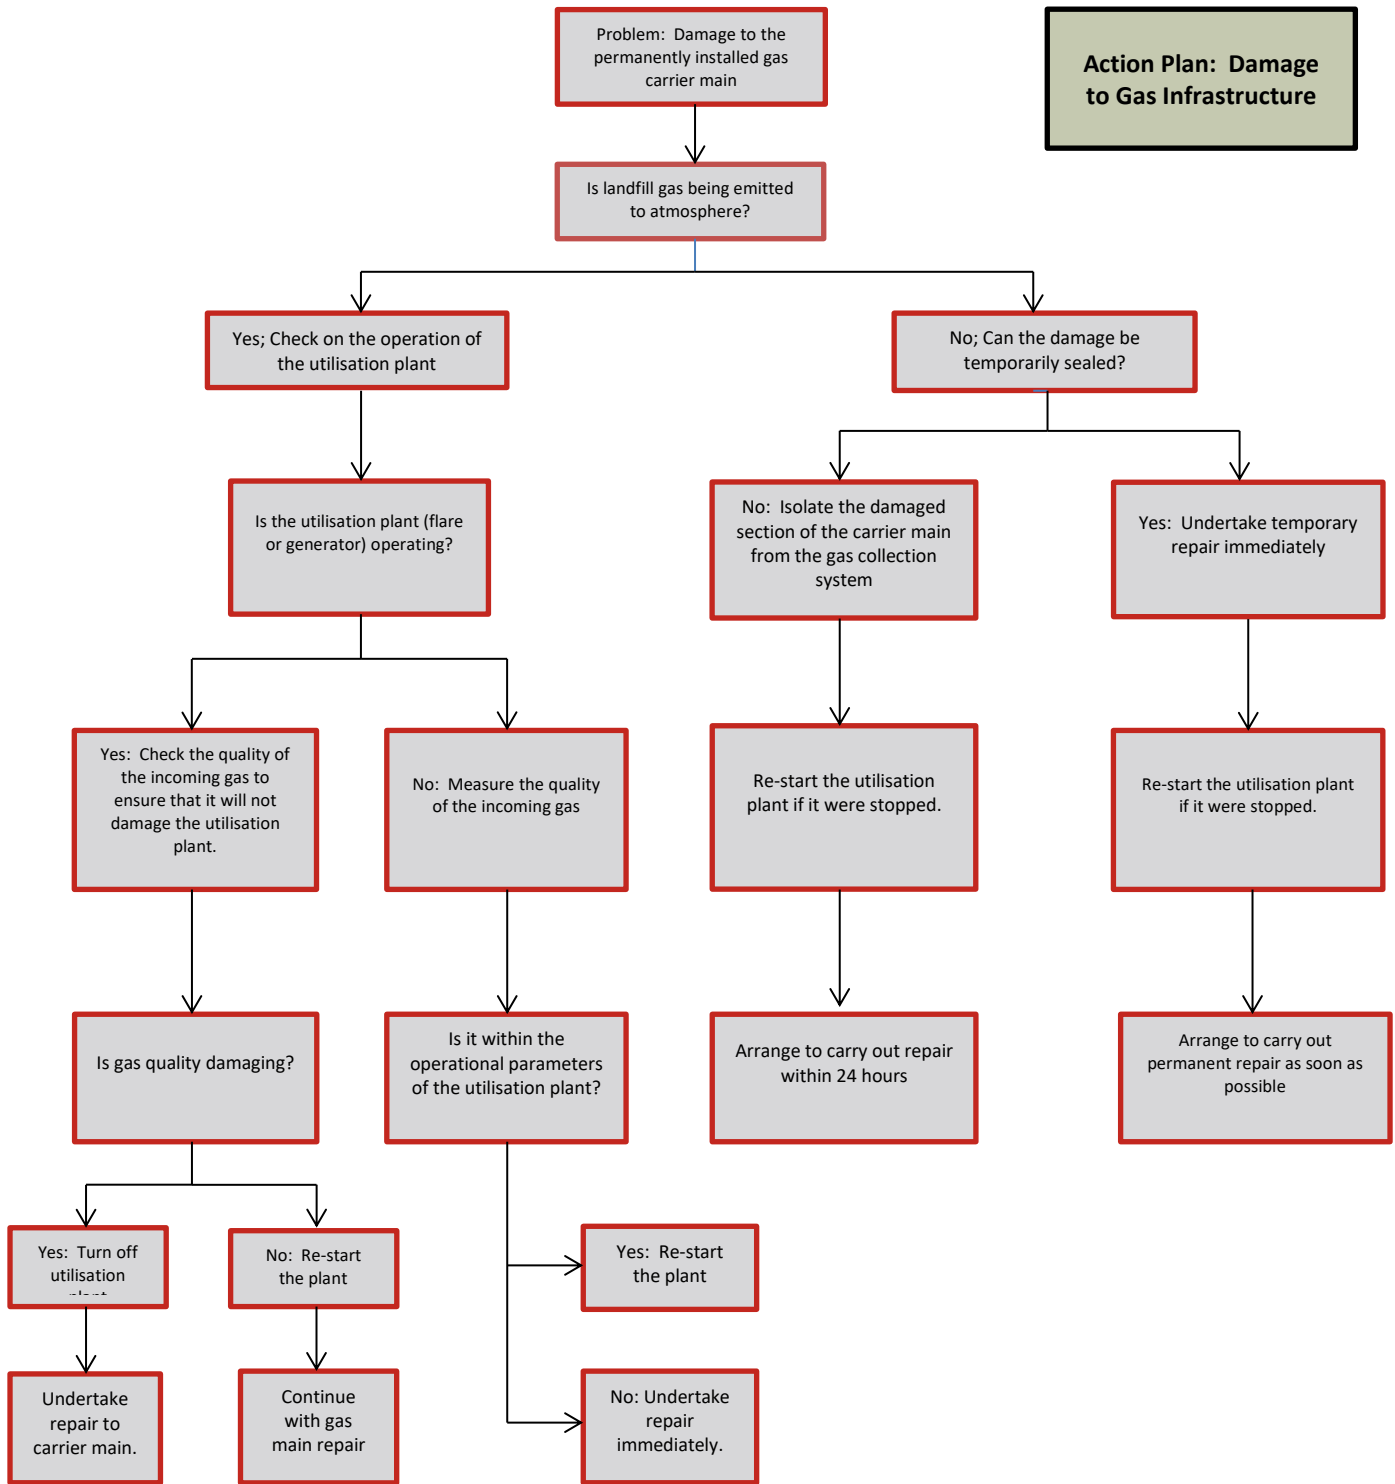 Problem: Damage to the
permanently installed gas
carrier main
Action Plan: Damage
to Gas Infrastructure
Is landfill gas being emitted
to atmosphere?
Yes; Check on the operation of
the utilisation plant
No; Can the damage be
temporarily sealed?
Is the utilisation plant (flare
or generator) operating?
No: Isolate the damaged
section of the carrier main
from the gas collection
system
Yes: Undertake temporary
repair immediately
Yes: Check the quality of
the incoming gas to
ensure that it will not
damage the utilisation
plant.
No: Measure the quality
of the incoming gas
Re-start the utilisation
plant if it were stopped.
Re-start the utilisation plant
if it were stopped.
Is gas quality damaging?
Is it within the
operational parameters
of the utilisation plant?
Arrange to carry out repair
within 24 hours
Arrange to carry out
permanent repair as soon as
possible
Yes: Turn off
utilisation
No: Re-start
the plant
Yes: Re-start
the plant
Undertake
repair to
carrier main.
Continue
with gas
main repair
No: Undertake
repair
immediately.